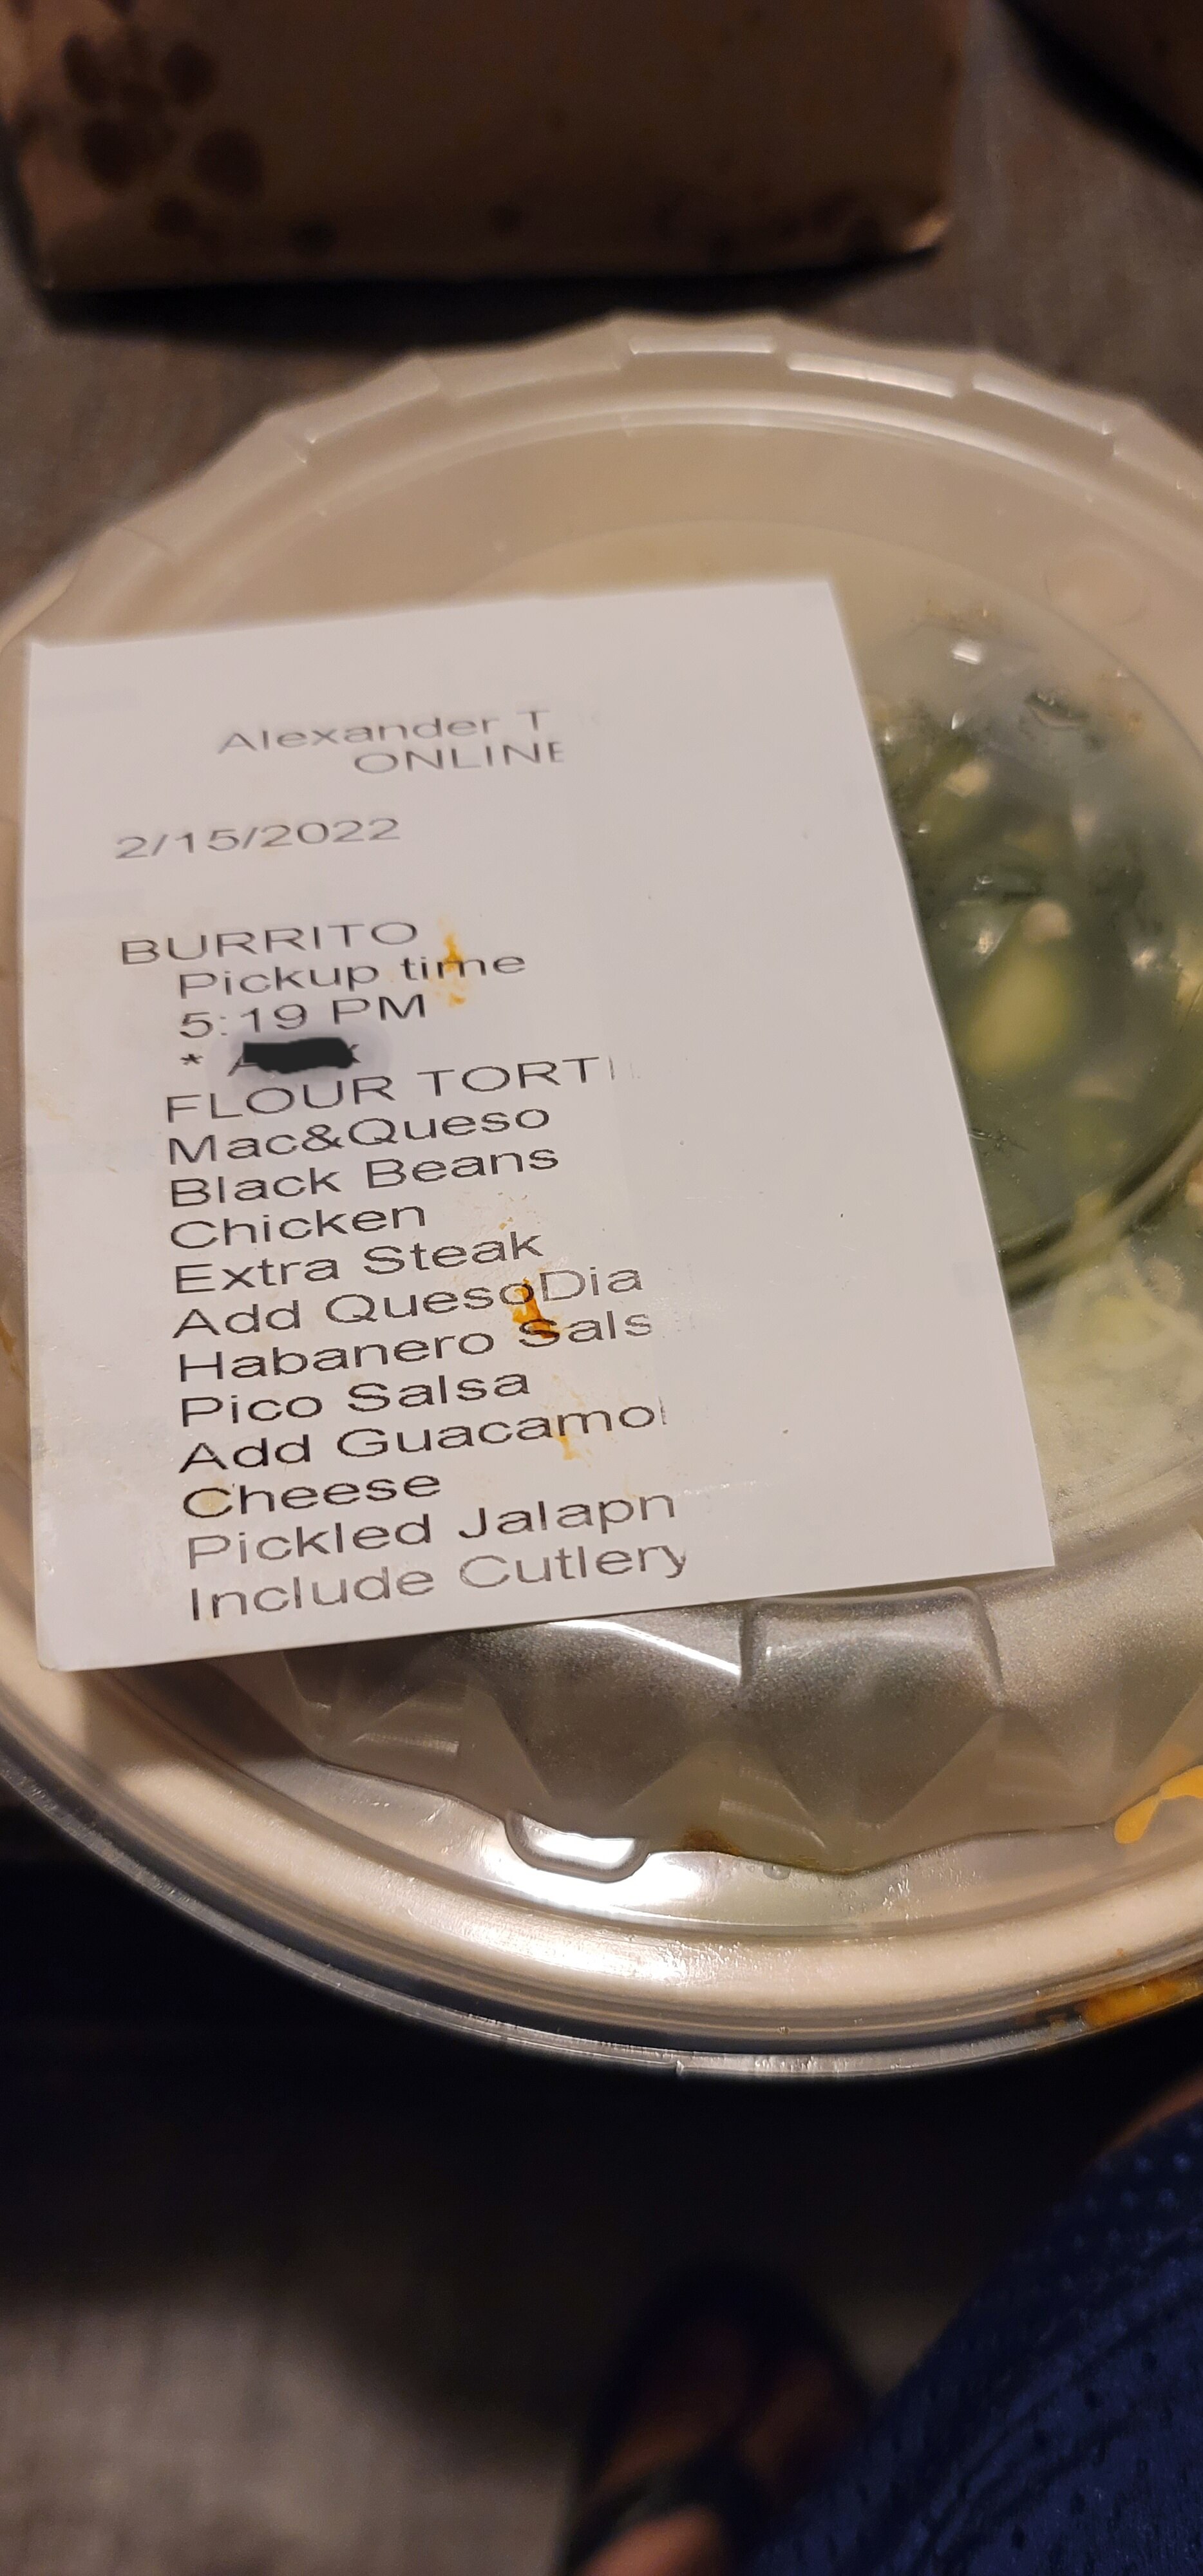 Alexander T
ONLINE
2/15/2022
BURRITO
Pickup time
5:19 PM
*
FLOUR TORTI
Mac&Queso
Black Beans
Chicken
Extra Steak
Add QuesoDia
Habanero Sals
Pico Salsa
Add Guacamol
Cheese
Pickled Jalapn
Include Cutlery